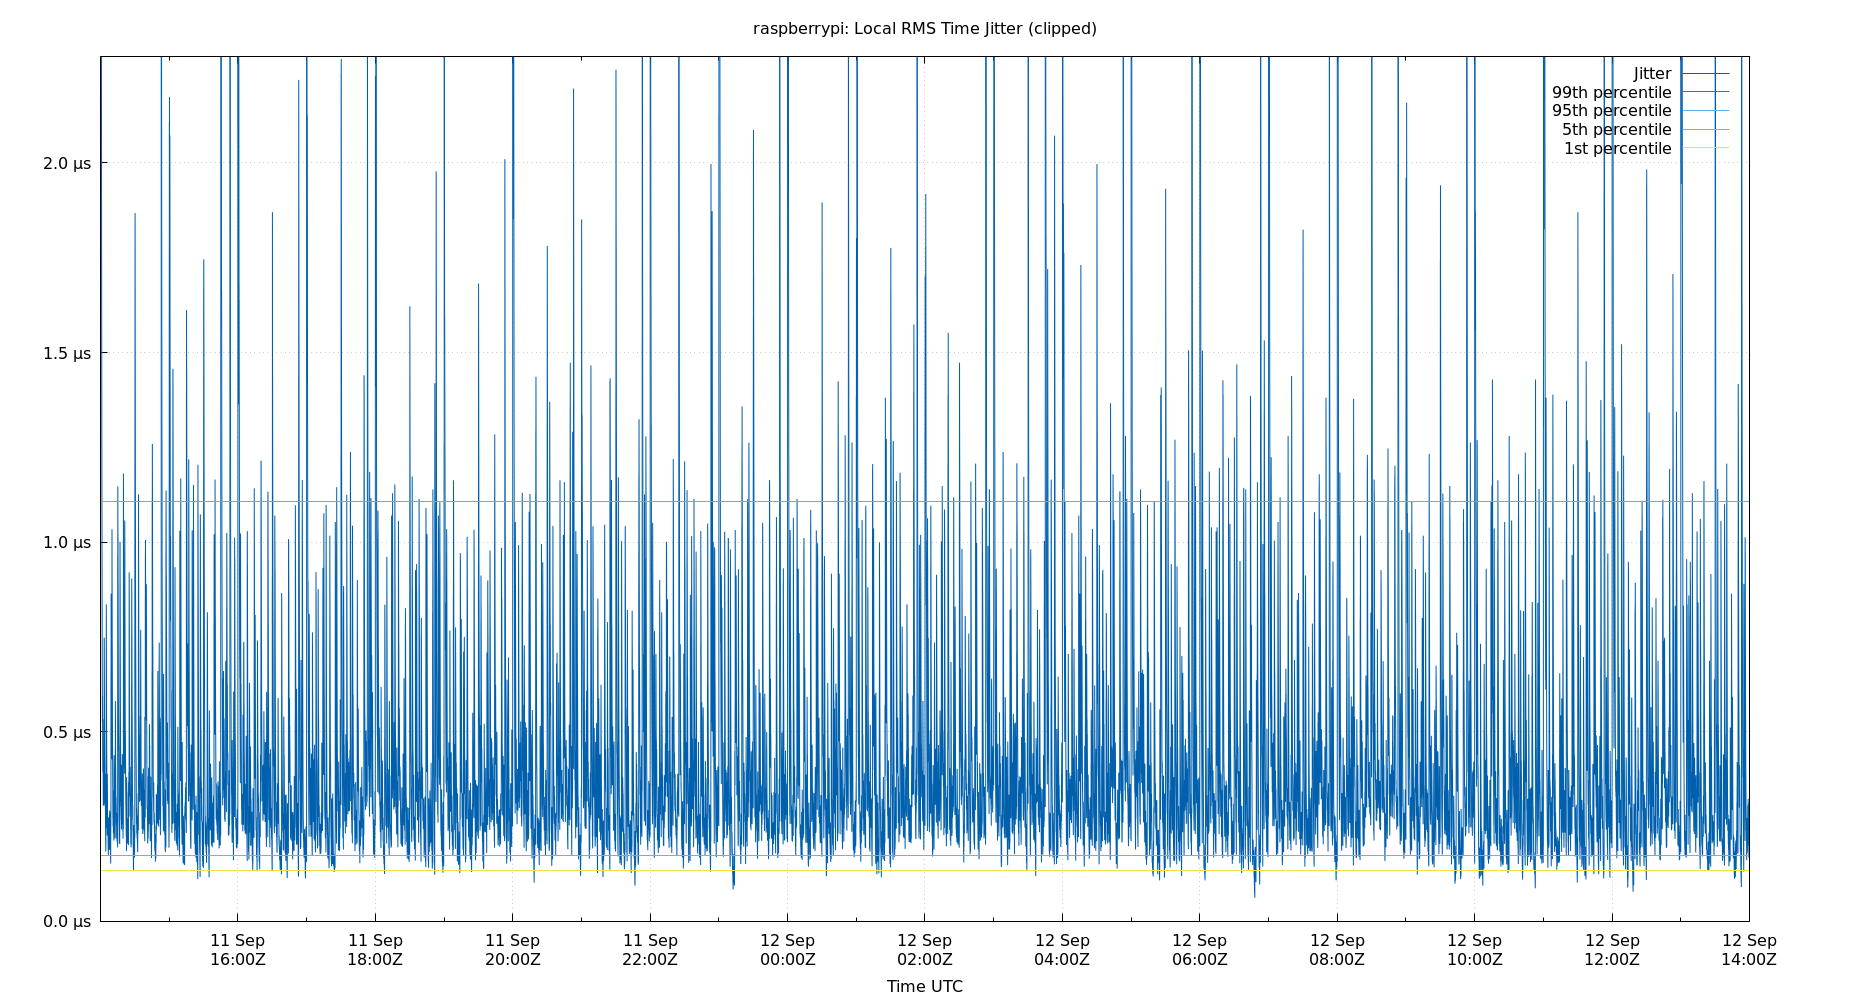 raspberrypi: Local RMS Time Jitter (clipped)
Jitter
99th percentile
95th percentile
5th percentile
1st percentile
2.0 µs
1.5 µs
1.0 µs
0.5 µs
0.0 µs
11 Sep 11 Sep 11 Sep 11 Sep 12 Sep 12 Sep 12 Sep 12 Sep 12 Sep 12 Sep 12 Sep 12 Sep
16:00Z 18:00Z 20:00Z 22:00Z 00:00Z 02:00Z 04:00Z 06:00Z 08:00Z 10:00Z 12:00Z 14:00Z
Time UTC